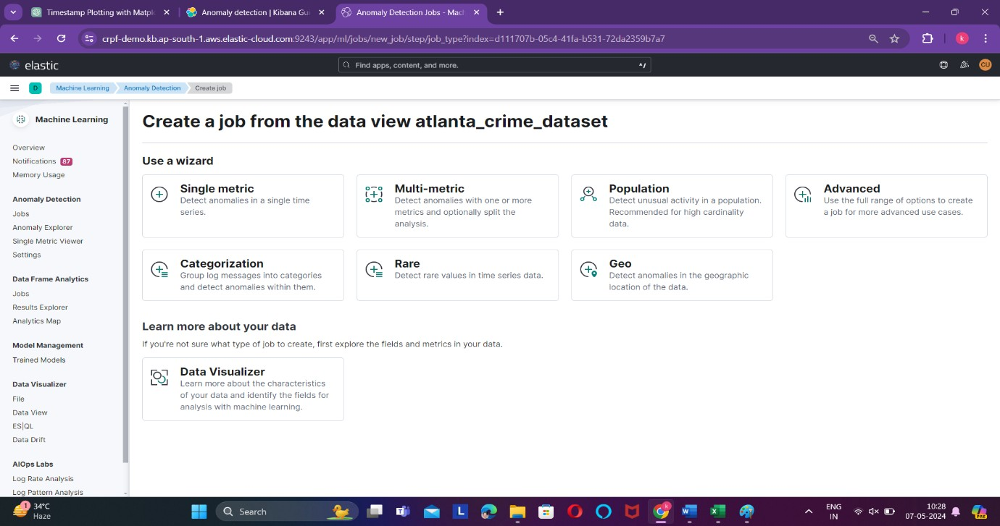 Timestamp Plotting with Matpl
Anomaly detection | Kibana Gui
Anomaly Detection Jobs - Mac
crpf-demo.kb.ap-south-1.aws.elastic-cloud.com:9243/app/ml/jobs/new_job/step/job_type?index=d111707b-05c4-41fa-b531-72da2359b7a7
k
elastic
Find apps, content, and more.
^/
CU
D
Machine Learning
Anomaly Detection
Create job
Machine Learning
Overview
Notifications 87
Memory Usage
Anomaly Detection
Jobs
Anomaly Explorer
Single Metric Viewer
Settings
Data Frame Analytics
Jobs
Results Explorer
Analytics Map
Model Management
Trained Models
Data Visualizer
File
Data View
ES|QL
Data Drift
AIOps Labs
Log Rate Analysis
Log Pattern Analysis
Create a job from the data view atlanta_crime_dataset
Use a wizard
Single metric
Detect anomalies in a single time
series.
Multi-metric
Detect anomalies with one or more
metrics and optionally split the
analysis.
Population
Detect unusual activity in a population.
Recommended for high cardinality
data.
Advanced
Use the full range of options to create
a job for more advanced use cases.
Categorization
Group log messages into categories
and detect anomalies within them.
Rare
Detect rare values in time series data.
Geo
Detect anomalies in the geographic
location of the data.
Learn more about your data
If you're not sure what type of job to create, first explore the fields and metrics in your data.
Data Visualizer
Learn more about the characteristics
of your data and identify the fields for
analysis with machine learning.
1
34°C
Haze
Search
L
k
W
X
ENG
IN
10:28
07-05-2024
PRE